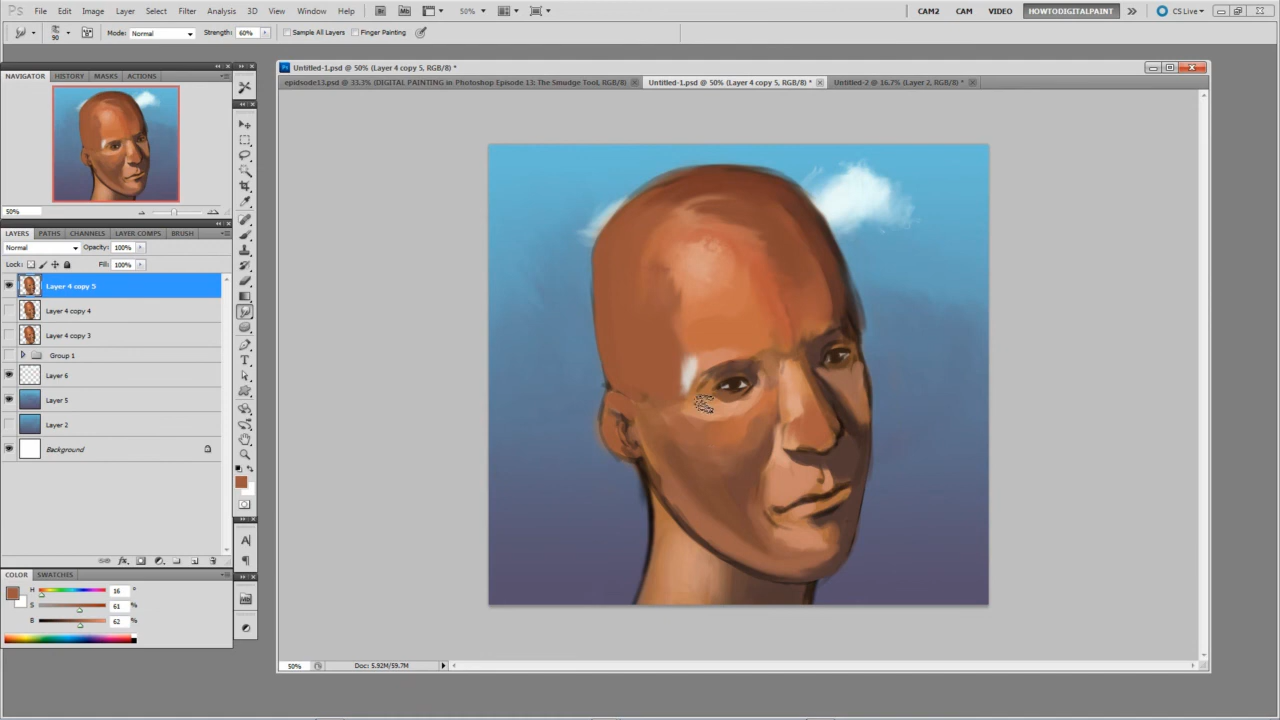 Ps File Edit Image Layer Select Filter Analysis 3D View Window Help Br Mb 50% CAM2 CAM VIDEO HOWTODIGITALPAINT CS Live
90 Mode: Normal Strength: 60% Sample All Layers Finger Painting
NAVIGATOR HISTORY MASKS ACTIONS
Untitled-1.psd @ 50% (Layer 4 copy 5, RGB/8) *
epidsode13.psd @ 33.3% (DIGITAL PAINTING in Photoshop Episode 13: The Smudge Tool, RGB/8) Untitled-1.psd @ 50% (Layer 4 copy 5, RGB/8) * Untitled-2 @ 16.7% (Layer 2, RGB/8) *
50%
LAYERS PATHS CHANNELS LAYER COMPS BRUSH
Normal Opacity: 100%
Lock: Fill: 100%
Layer 4 copy 5
Layer 4 copy 4
Layer 4 copy 3
Group 1
Layer 6
Layer 5
Layer 2
Background
fx
COLOR SWATCHES
H 16 °
S 61 %
B 62 %
50% Doc: 5.92M/59.7M